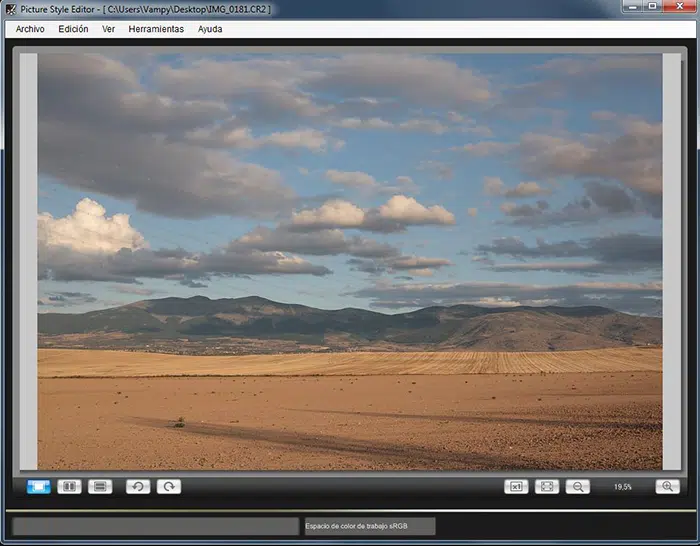 Picture Style Editor - [ C:\Users\Vampy\Desktop\IMG_0181.CR2 ]
Archivo Edición Ver Herramientas Ayuda
x1 19,5%
Espacio de color de trabajo sRGB